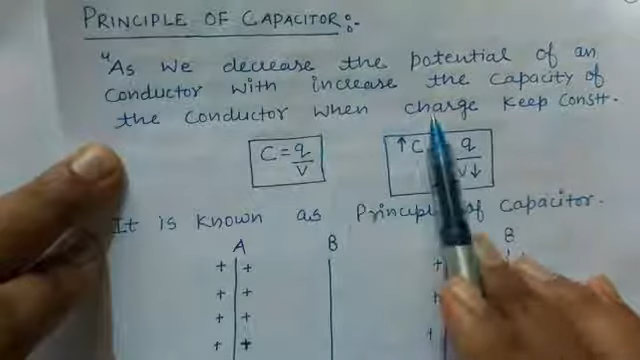 PRINCIPLE OF CAPACITOR:-
"As we decrease the potential of an
conductor with increase the capacity of
the conductor when charge keep constt.
C = q/V ↑C q/V↓
It is known as Principle of capacitor.
A B B
+ + +
+ + +
+ + +
+ +